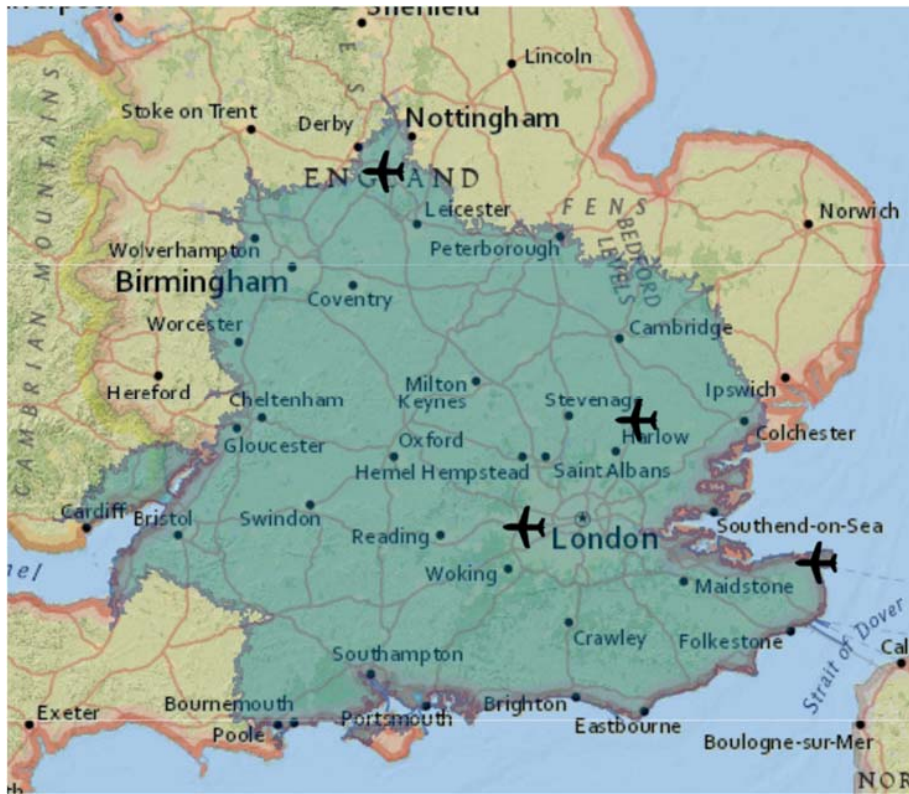 Lincoln
Stoke on Trent
Derby
Nottingham
ENGLAND
Leicester
FENS
Norwich
Peterborough
BEDFORD
LEVELS
Wolverhampton
Birmingham
Coventry
CAMBRIAN MOUNTAINS
Worcester
Cambridge
Hereford
Milton
Keynes
Ipswich
Cheltenham
Stevenage
Gloucester
Oxford
Harlow
Colchester
Hemel Hempstead
Saint Albans
Cardiff
Bristol
Swindon
Reading
London
Southend-on-Sea
Woking
Maidstone
Crawley
Folkestone
Strait of Dover
Southampton
Bournemouth
Portsmouth
Brighton
Exeter
Poole
Eastbourne
Boulogne-sur-Mer
Cal
NOR